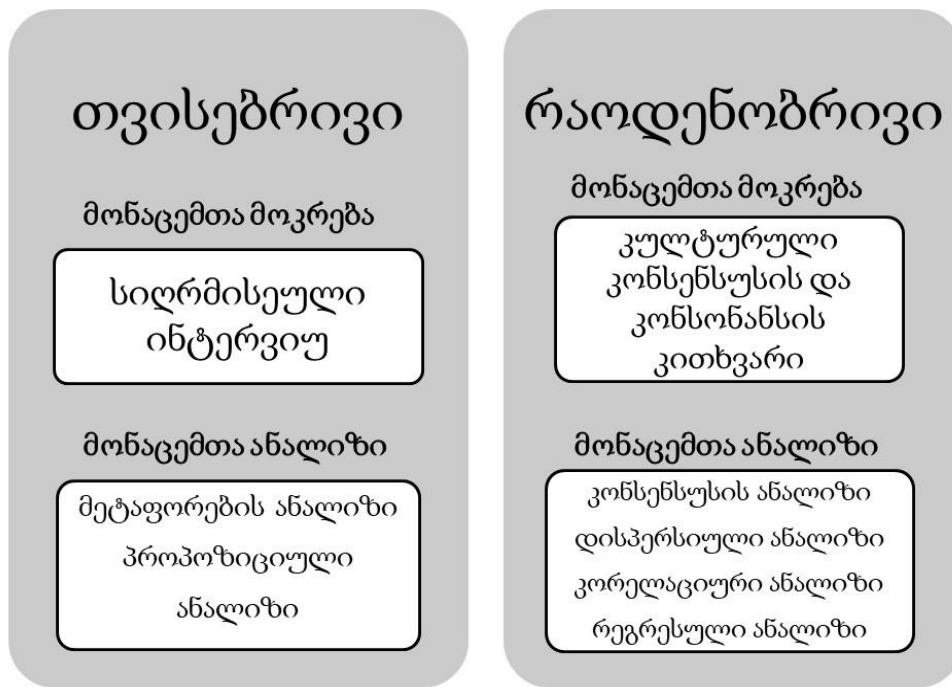 თვისებრივი
მონაცემთა მოკრება
სიღრმისეული
ინტერვიუ
მონაცემთა ანალიზი
მეტაფორების ანალიზი
პროპოზიციული
ანალიზი
რაოდენობრივი
მონაცემთა მოკრება
კულტურული
კონსენსუსის და
კონსონანსის
კითხვარი
მონაცემთა ანალიზი
კონსენსუსის ანალიზი
დისპერსიული ანალიზი
კორელაციური ანალიზი
რეგრესული ანალიზი